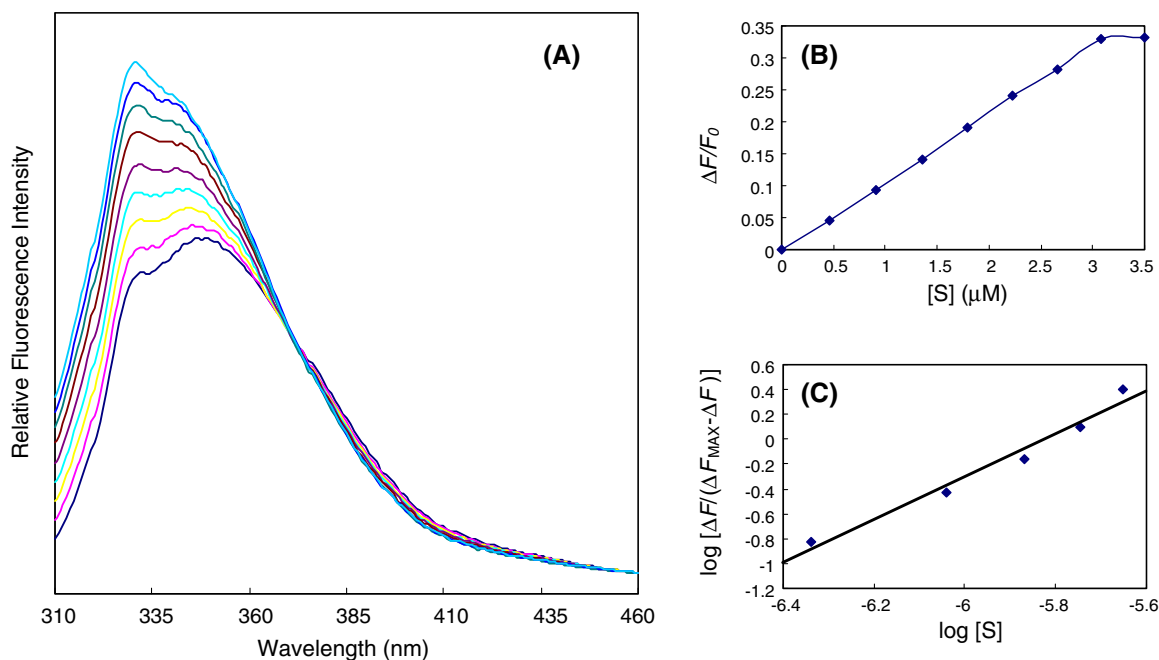 (A)
Relative Fluorescence Intensity
310 335 360 385 410 435 460
Wavelength (nm)
(B)
ΔF/F0
0.35
0.3
0.25
0.2
0.15
0.1
0.05
0
0 0.5 1 1.5 2 2.5 3 3.5
[S] (μM)
(C)
log [ΔF/(ΔFMAX-ΔF)]
0.6
0.4
0.2
0
-0.2
-0.4
-0.6
-0.8
-1
-1.2
-6.4 -6.2 -6 -5.8 -5.6
log [S]